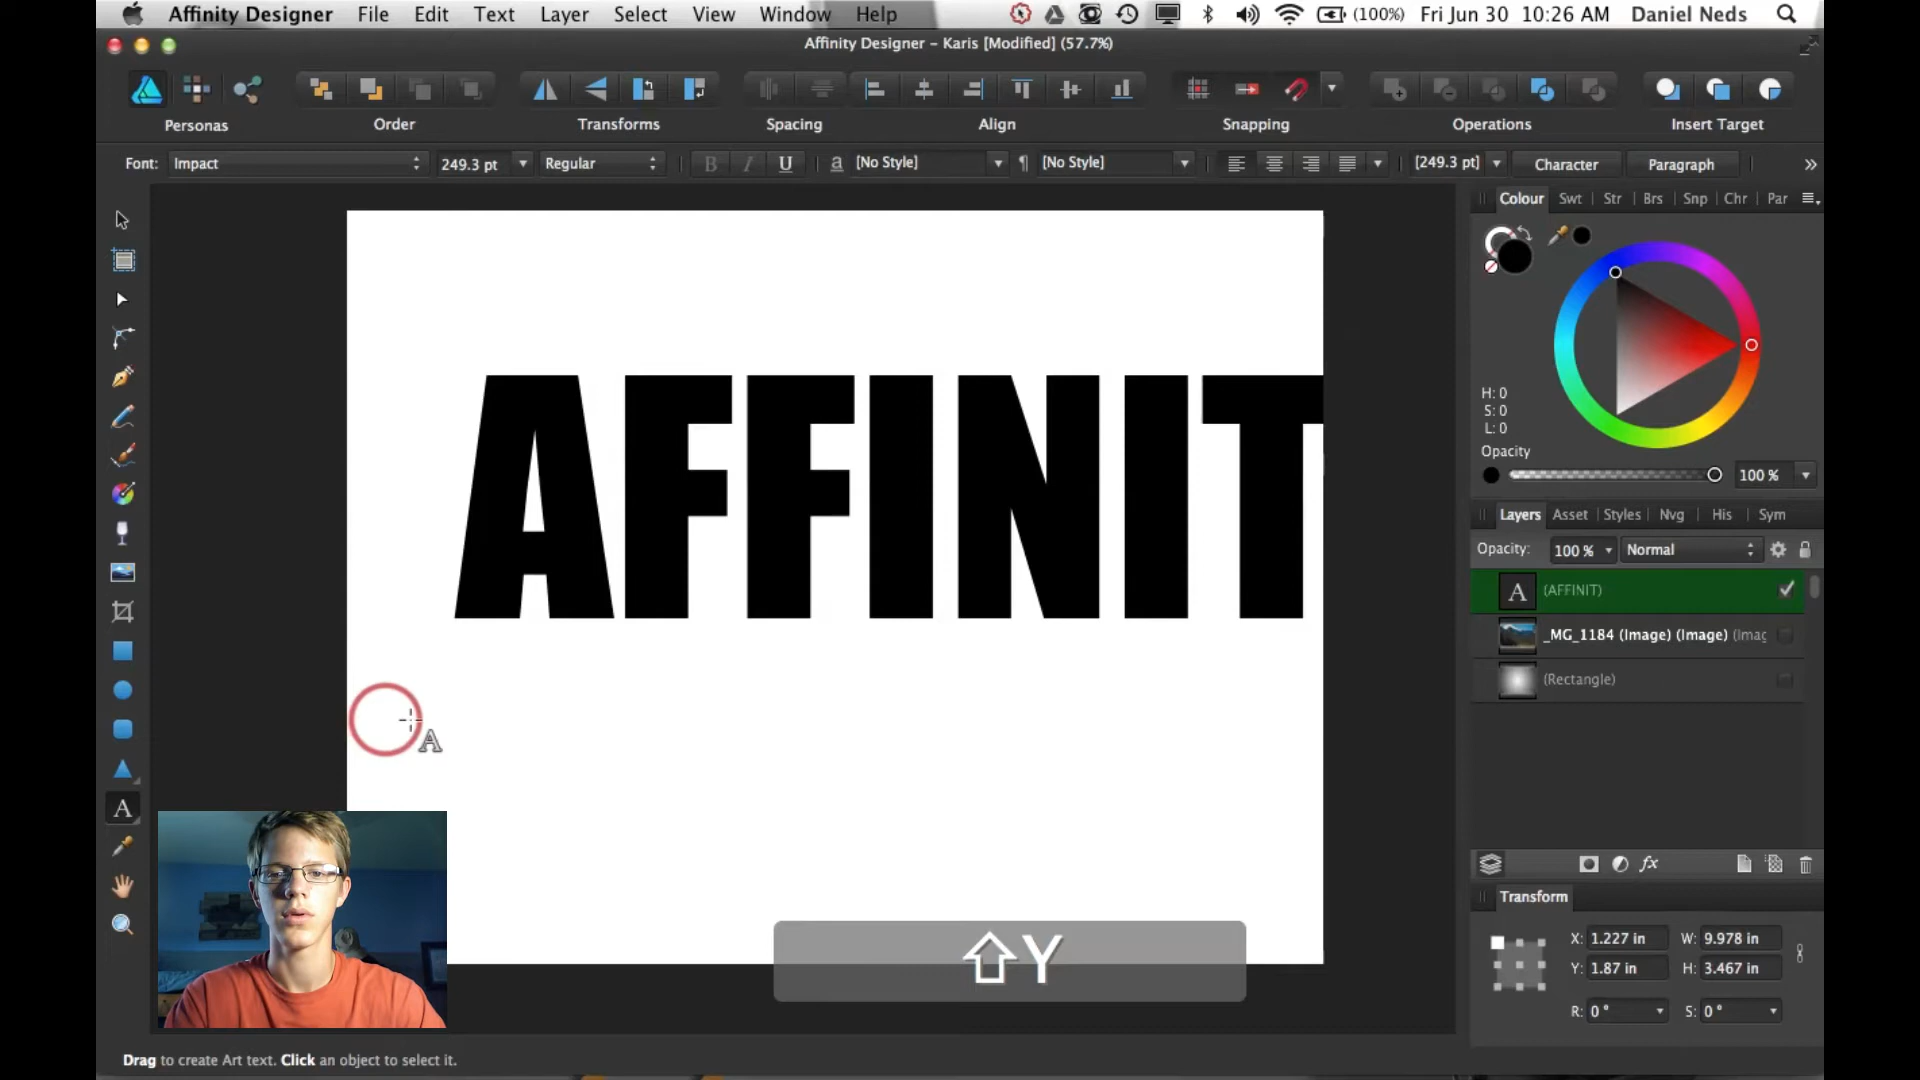 Affinity Designer File Edit Text Layer Select View Window Help (100%) Fri Jun 30 10:26 AM Daniel Neds
Affinity Designer – Karis [Modified] (57.7%)
Personas Order Transforms Spacing Align Snapping Operations Insert Target
Font: Impact 249.3 pt Regular B I U a [No Style] ¶ [No Style] [249.3 pt] Character Paragraph
Colour Swt Str Brs Snp Chr Par
H: 0
S: 0
L: 0
Opacity
100 %
AFFINIT
Layers Asset Styles Nvg His Sym
Opacity: 100 % Normal
A (AFFINIT)
_MG_1184 (Image) (Image) (Imag
(Rectangle)
A
A
fx
Transform
X: 1.227 in W: 9.978 in
Y: 1.87 in H: 3.467 in
R: 0 ° S: 0 °
⇧Y
Drag to create Art text. Click an object to select it.